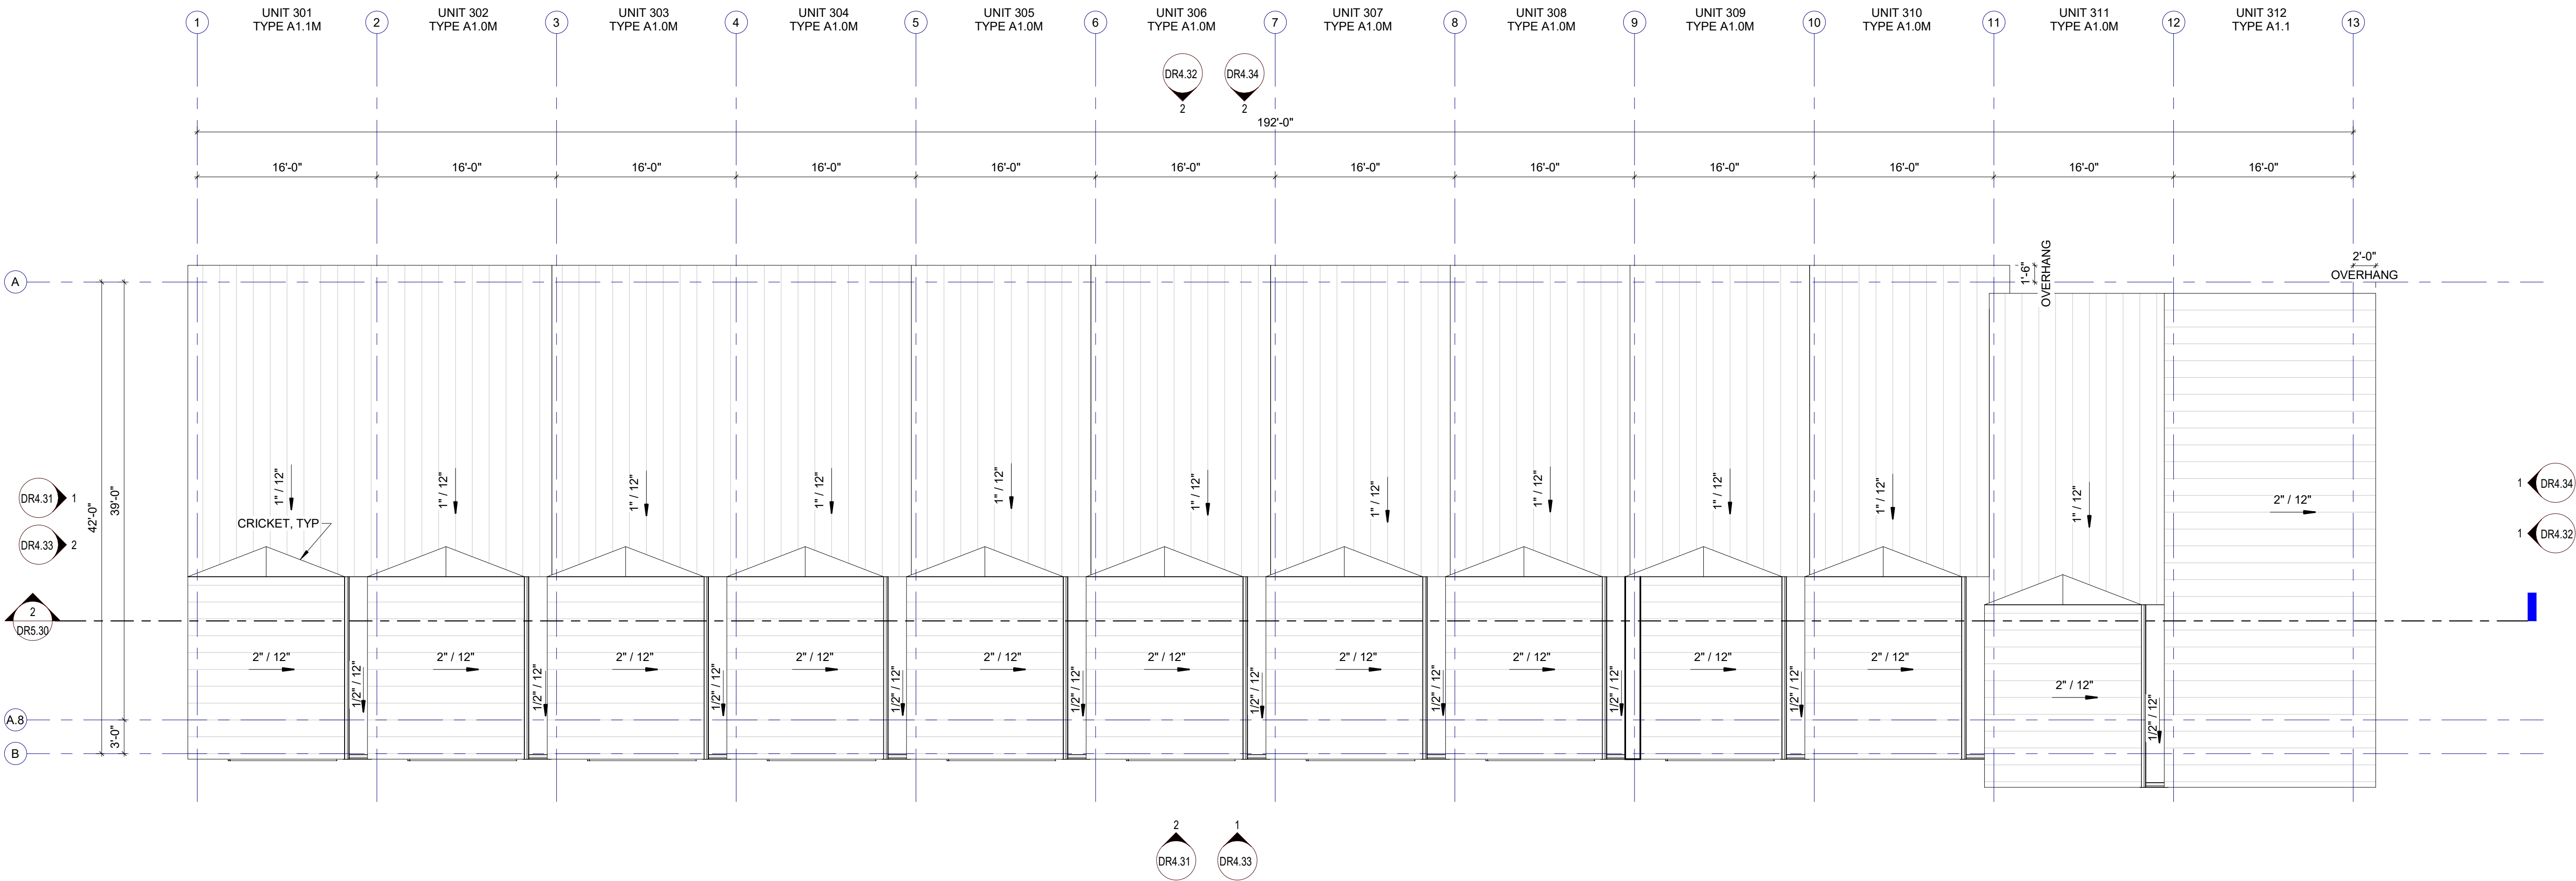 1
UNIT 301
TYPE A1.1M
2
UNIT 302
TYPE A1.0M
3
UNIT 303
TYPE A1.0M
4
UNIT 304
TYPE A1.0M
5
UNIT 305
TYPE A1.0M
6
UNIT 306
TYPE A1.0M
7
UNIT 307
TYPE A1.0M
8
UNIT 308
TYPE A1.0M
9
UNIT 309
TYPE A1.0M
10
UNIT 310
TYPE A1.0M
11
UNIT 311
TYPE A1.0M
12
UNIT 312
TYPE A1.1
13
DR4.32
2
DR4.34
2
192'-0"
16'-0"
16'-0"
16'-0"
16'-0"
16'-0"
16'-0"
16'-0"
16'-0"
16'-0"
16'-0"
16'-0"
16'-0"
A
1'-6"
OVERHANG
2'-0"
OVERHANG
DR4.31
1
DR4.33
2
42'-0"
39'-0"
1" / 12"
1" / 12"
1" / 12"
1" / 12"
1" / 12"
1" / 12"
1" / 12"
1" / 12"
1" / 12"
1" / 12"
1" / 12"
2" / 12"
1
DR4.34
1
DR4.32
CRICKET, TYP
2
DR5.30
2" / 12"
2" / 12"
2" / 12"
2" / 12"
2" / 12"
2" / 12"
2" / 12"
2" / 12"
2" / 12"
2" / 12"
2" / 12"
1/2" / 12"
1/2" / 12"
1/2" / 12"
1/2" / 12"
1/2" / 12"
1/2" / 12"
1/2" / 12"
1/2" / 12"
1/2" / 12"
1/2" / 12"
A.8
3'-0"
B
2
DR4.31
1
DR4.33